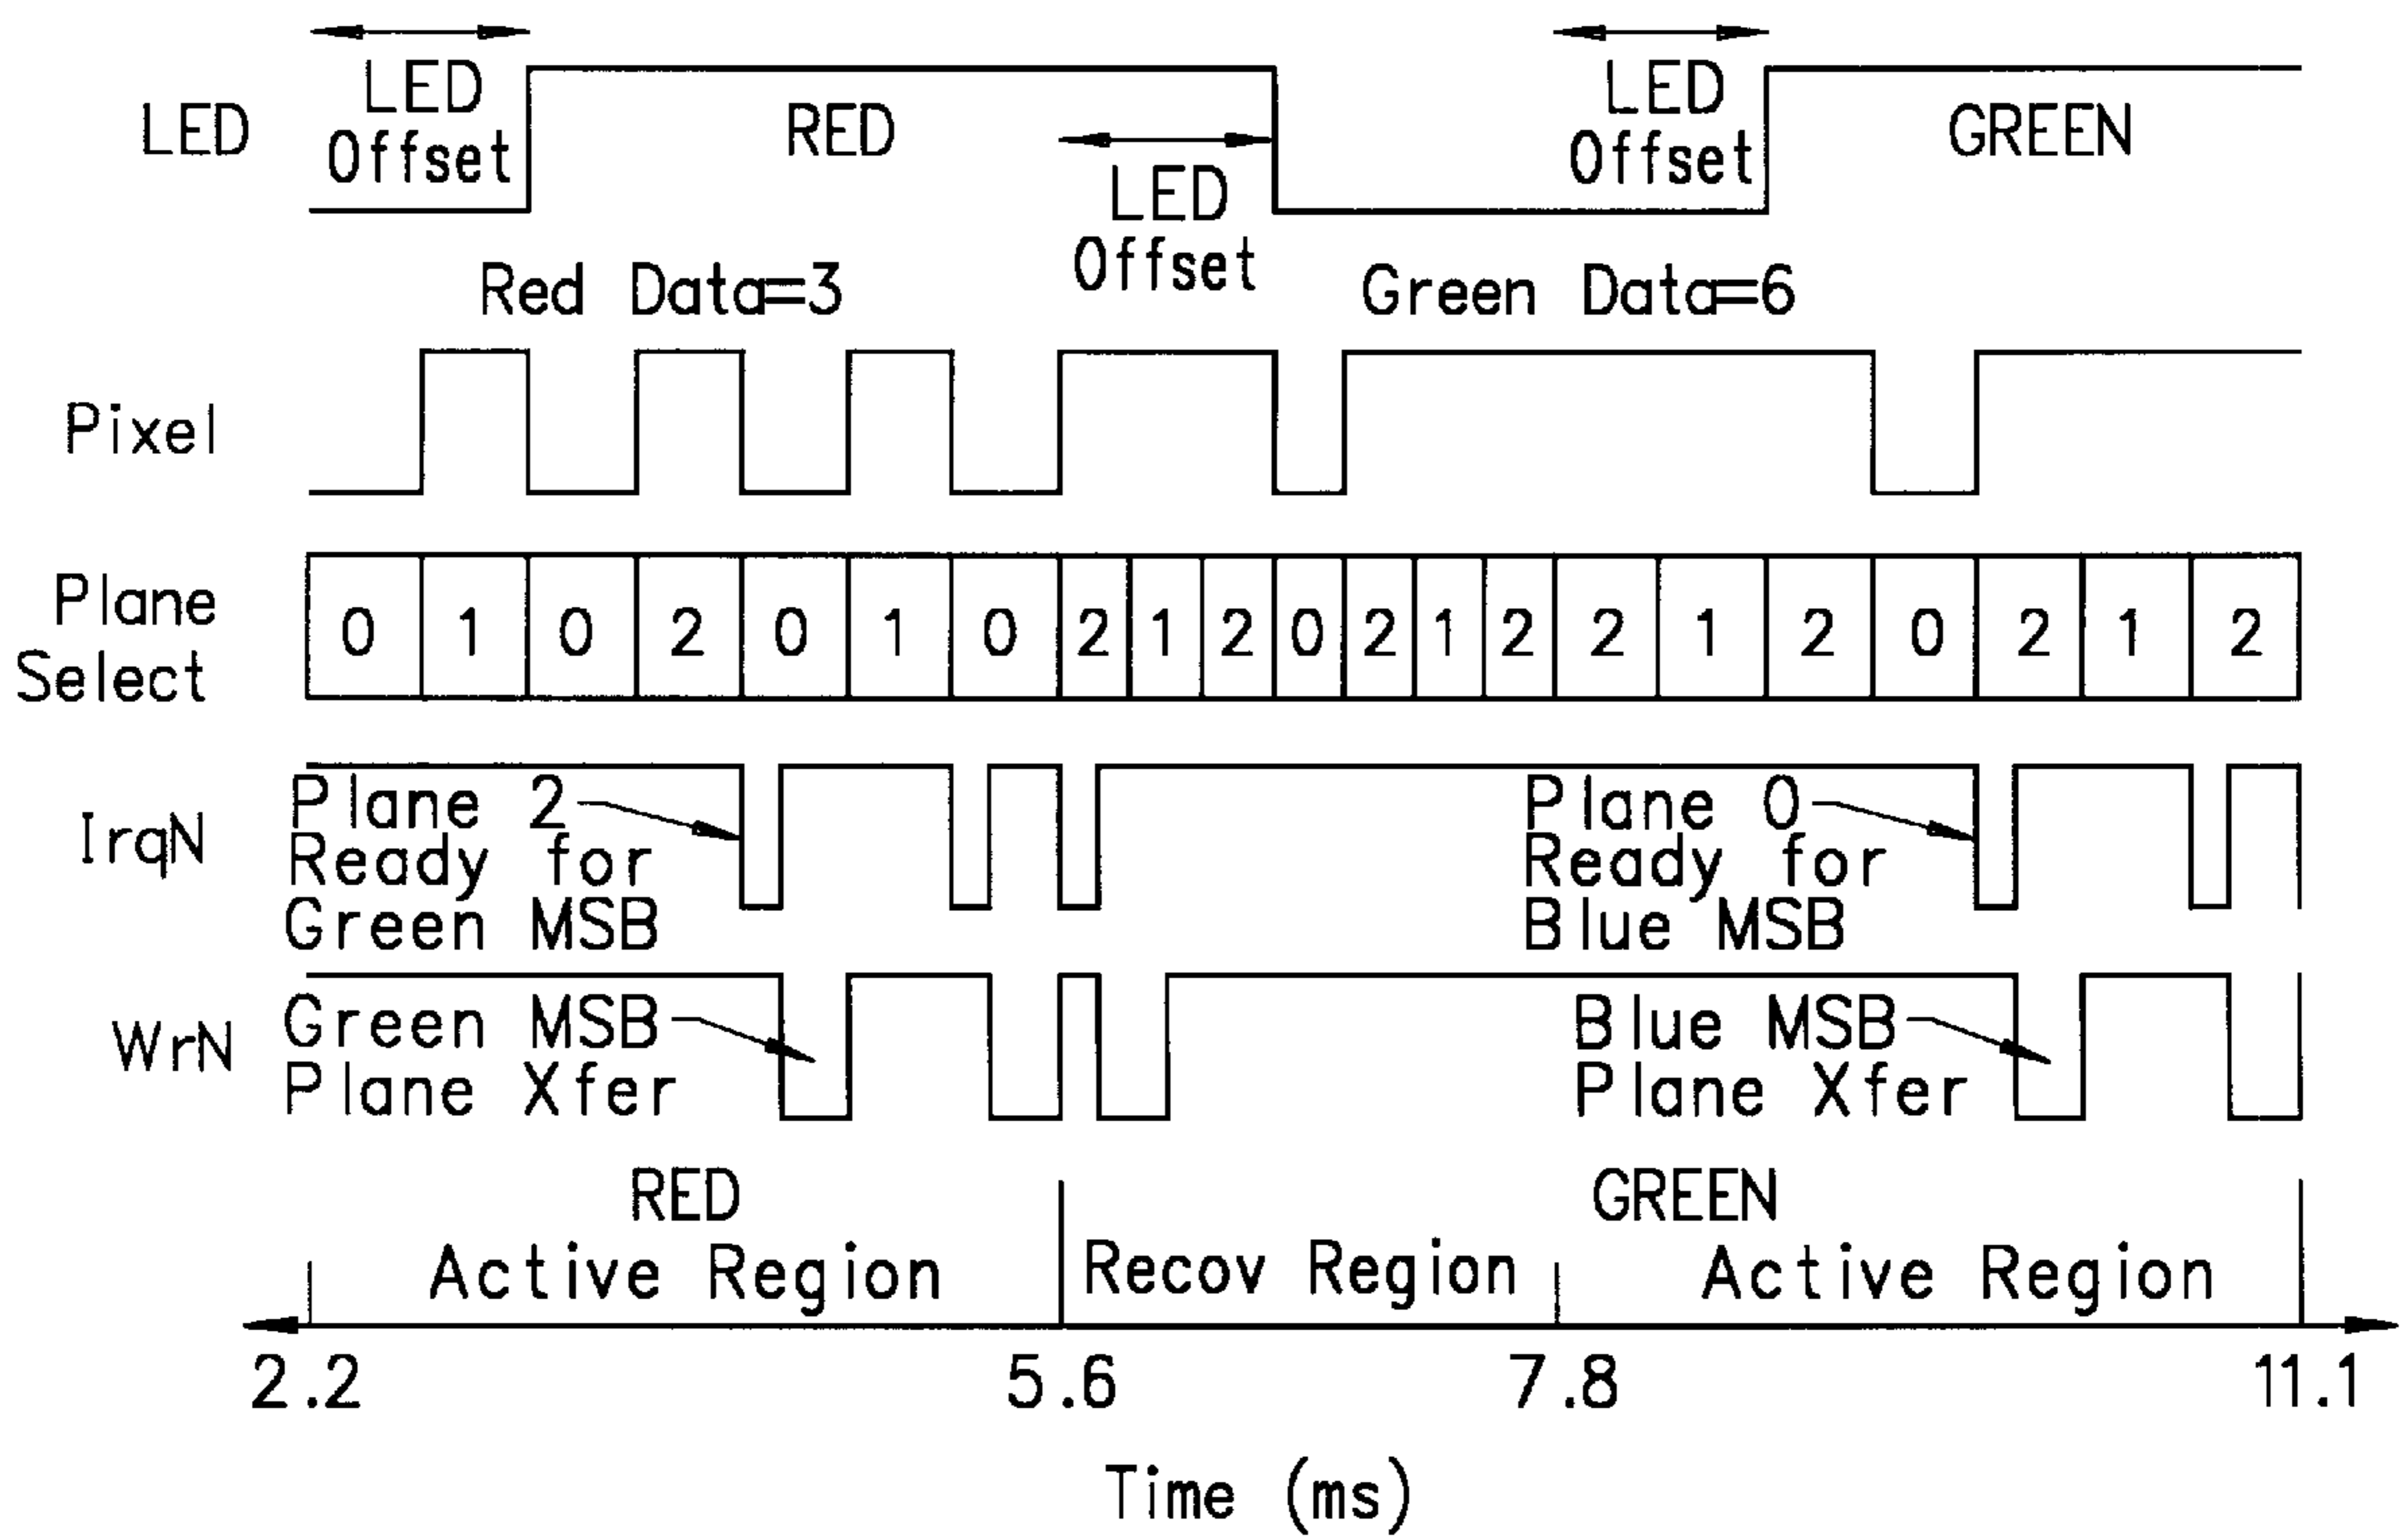 LED
LED
Offset
RED
LED
Offset
LED
Offset
GREEN
Red Data=3
Green Data=6
Pixel
Plane
Select
0 1 0 2 0 1 0 2 1 2 0 2 1 2 2 1 2 0 2 1 2
IrqN
Plane 2
Ready for
Green MSB
Plane 0
Ready for
Blue MSB
WrN
Green MSB
Plane Xfer
Blue MSB
Plane Xfer
RED
GREEN
Active Region
Recov Region
Active Region
2.2 5.6 7.8 11.1
Time (ms)